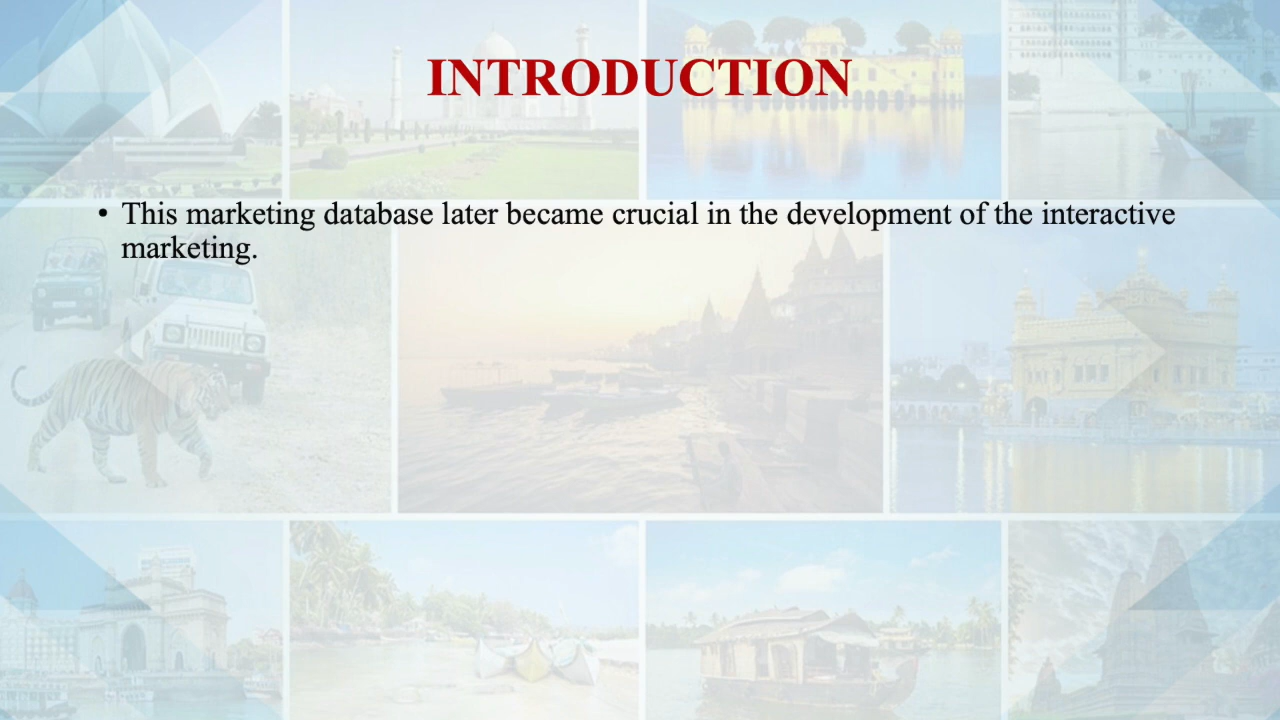 INTRODUCTION
• This marketing database later became crucial in the development of the interactive
marketing.